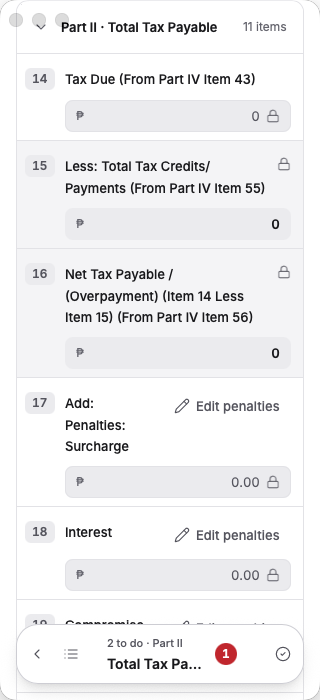 Part II · Total Tax Payable 11 items
14 Tax Due (From Part IV Item 43)
₱ 0
15 Less: Total Tax Credits/
Payments (From Part IV Item 55)
₱ 0
16 Net Tax Payable /
(Overpayment) (Item 14 Less
Item 15) (From Part IV Item 56)
₱ 0
17 Add: Edit penalties
Penalties:
Surcharge
₱ 0.00
18 Interest Edit penalties
₱ 0.00
2 to do · Part II
Total Tax Pa... 1